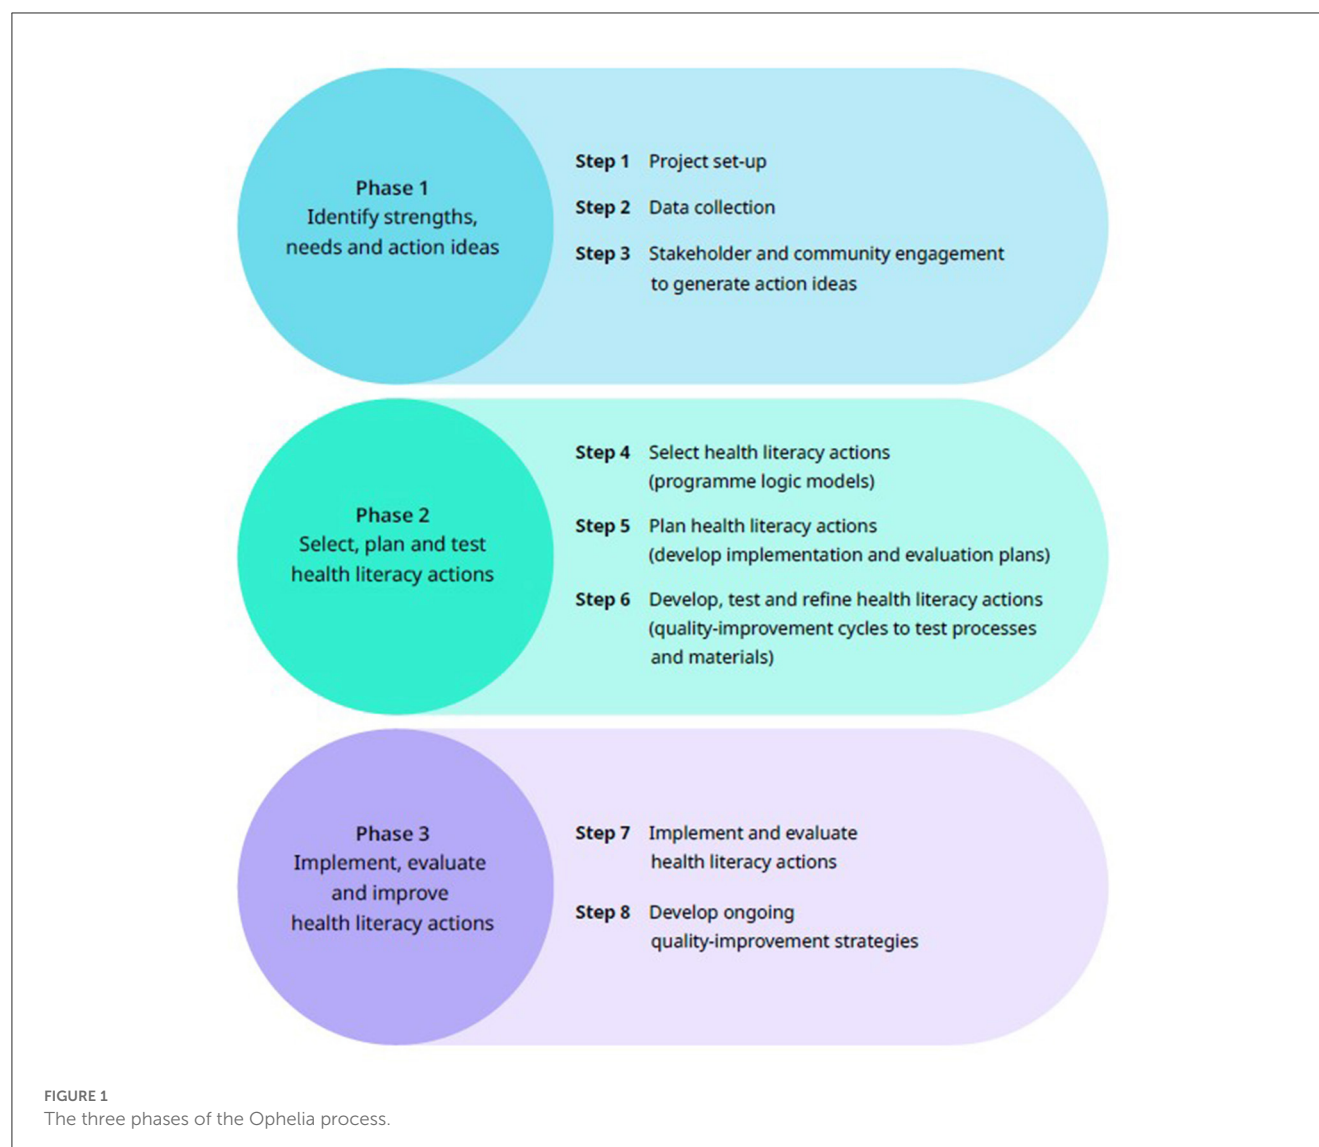 Phase 1
Identify strengths,
needs and action ideas
Step 1 Project set-up
Step 2 Data collection
Step 3 Stakeholder and community engagement
to generate action ideas
Phase 2
Select, plan and test
health literacy actions
Step 4 Select health literacy actions
(programme logic models)
Step 5 Plan health literacy actions
(develop implementation and evaluation plans)
Step 6 Develop, test and refine health literacy actions
(quality-improvement cycles to test processes
and materials)
Phase 3
Implement, evaluate
and improve
health literacy actions
Step 7 Implement and evaluate
health literacy actions
Step 8 Develop ongoing
quality-improvement strategies
FIGURE 1
The three phases of the Ophelia process.